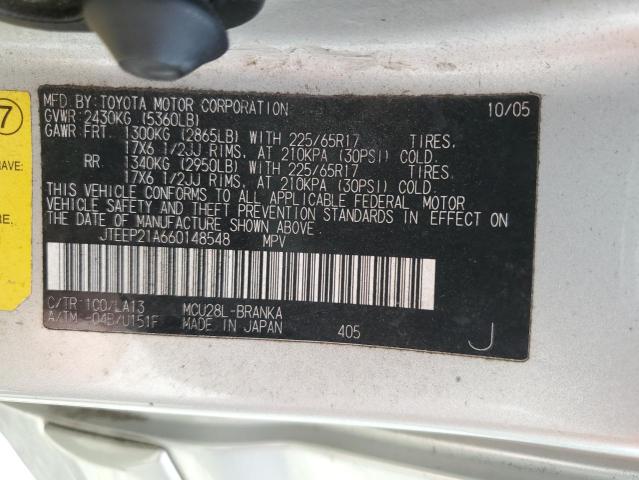 MFD.BY:TOYOTA MOTOR CORPORATION 10/05
GVWR:2430KG (5360LB)
GAWR FRT. 1300KG (2865LB) WITH 225/65R17 TIRES,
17X6 1/2JJ RIMS, AT 210KPA (30PSI) COLD.
RR. 1340KG (2950LB) WITH 225/65R17 TIRES,
17X6 1/2JJ RIMS, AT 210KPA (30PSI) COLD.
THIS VEHICLE CONFORMS TO ALL APPLICABLE FEDERAL MOTOR
VEHICLE SAFETY AND THEFT PREVENTION STANDARDS IN EFFECT ON
THE DATE OF MANUFACTURE SHOWN ABOVE.
JTEEP21A660148548 MPV
C/TR:1C0/LA13 MCU28L-BRANKA
A/TM -04B/U151F MADE IN JAPAN 405 J
7
HAVE: